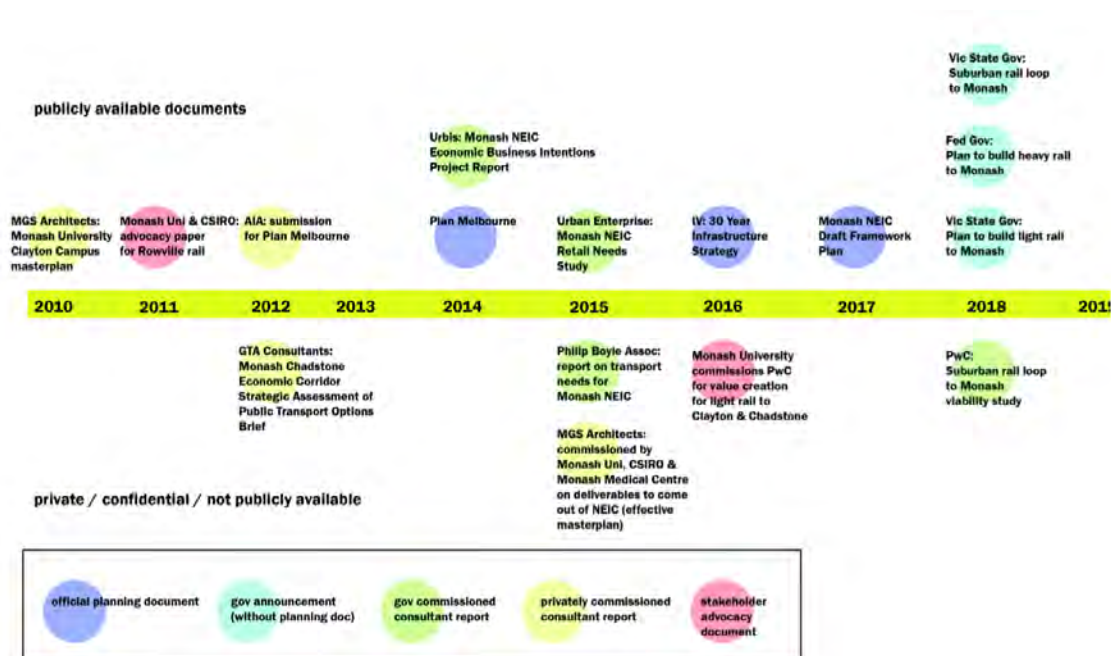 Vic State Gov:
Suburban rail loop
to Monash
publicly available documents
Urbis: Monash NEIC
Economic Business Intentions
Project Report
Fed Gov:
Plan to build heavy rail
to Monash
MGS Architects:
Monash University
Clayton Campus
masterplan
Monash Uni & CSIRO:
advocacy paper
for Rowville rail
AIA: submission
for Plan Melbourne
Plan Melbourne
Urban Enterprise:
Monash NEIC
Retail Needs
Study
IV: 30 Year
Infrastructure
Strategy
Monash NEIC
Draft Framework
Plan
Vic State Gov:
Plan to build light rail
to Monash
2010 2011 2012 2013 2014 2015 2016 2017 2018 2019
GTA Consultants:
Monash Chadstone
Economic Corridor
Strategic Assessment of
Public Transport Options
Brief
Philip Boyle Assoc:
report on transport
needs for
Monash NEIC
Monash University
commissions PwC
for value creation
for light rail to
Clayton & Chadstone
PwC:
Suburban rail loop
to Monash
viability study
MGS Architects:
commissioned by
Monash Uni, CSIRO &
Monash Medical Centre
on deliverables to come
out of NEIC (effective
masterplan)
private / confidential / not publicly available
official planning document
gov announcement
(without planning doc)
gov commissioned
consultant report
privately commissioned
consultant report
stakeholder
advocacy
document